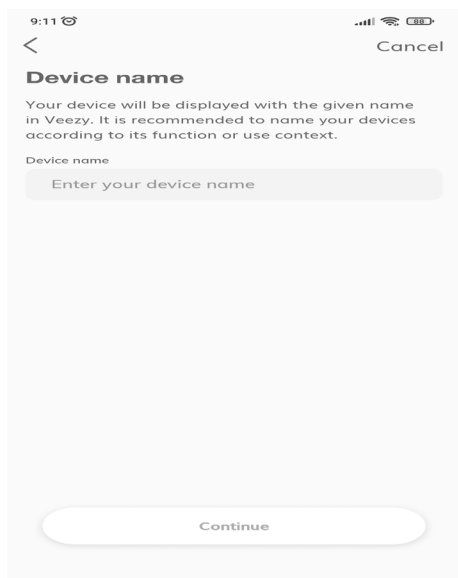 9:11
88
Cancel
Device name
Your device will be displayed with the given name
in Veezy. It is recommended to name your devices
according to its function or use context.
Device name
Enter your device name
Continue